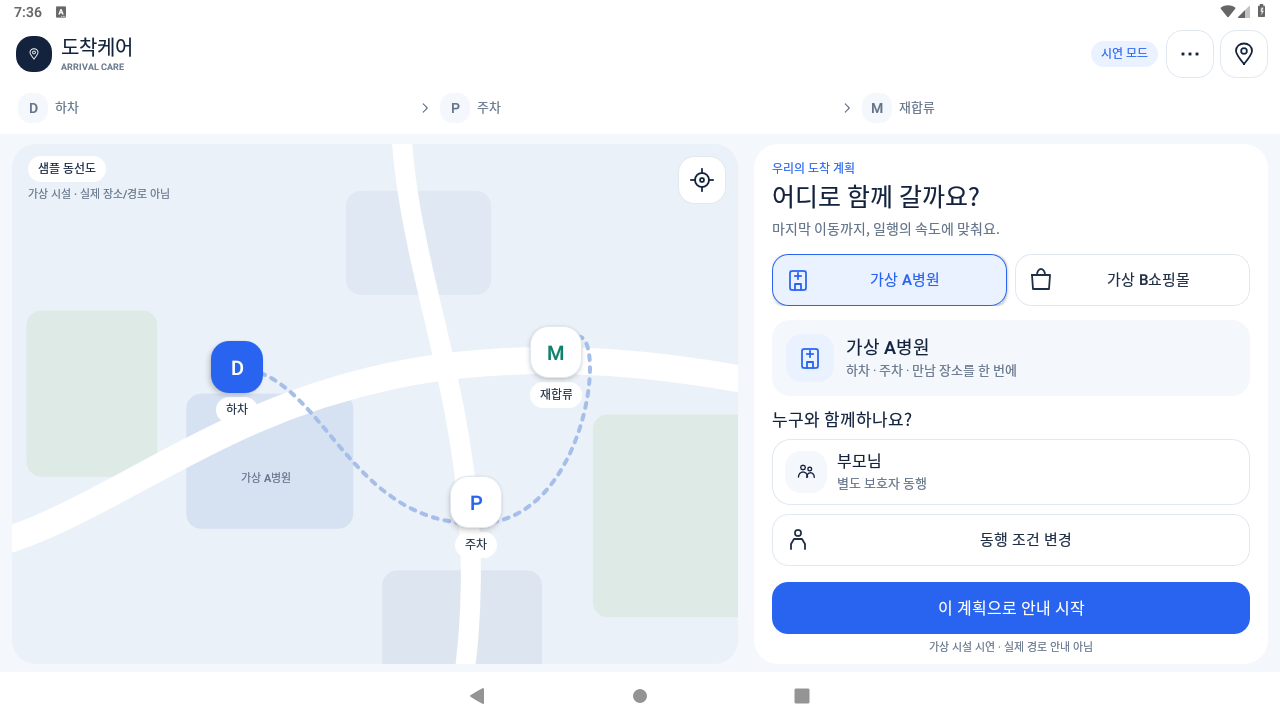 7:36
도착케어
ARRIVAL CARE
시연 모드
D 하차
P 주차
M 재합류
샘플 동선도
가상 시설 · 실제 장소/경로 아님
D
하차
M
재합류
가상 A병원
P
주차
우리의 도착 계획
어디로 함께 갈까요?
마지막 이동까지, 일행의 속도에 맞춰요.
가상 A병원
가상 B쇼핑몰
가상 A병원
하차 · 주차 · 만남 장소를 한 번에
누구와 함께하나요?
부모님
별도 보호자 동행
동행 조건 변경
이 계획으로 안내 시작
가상 시설 시연 · 실제 경로 안내 아님